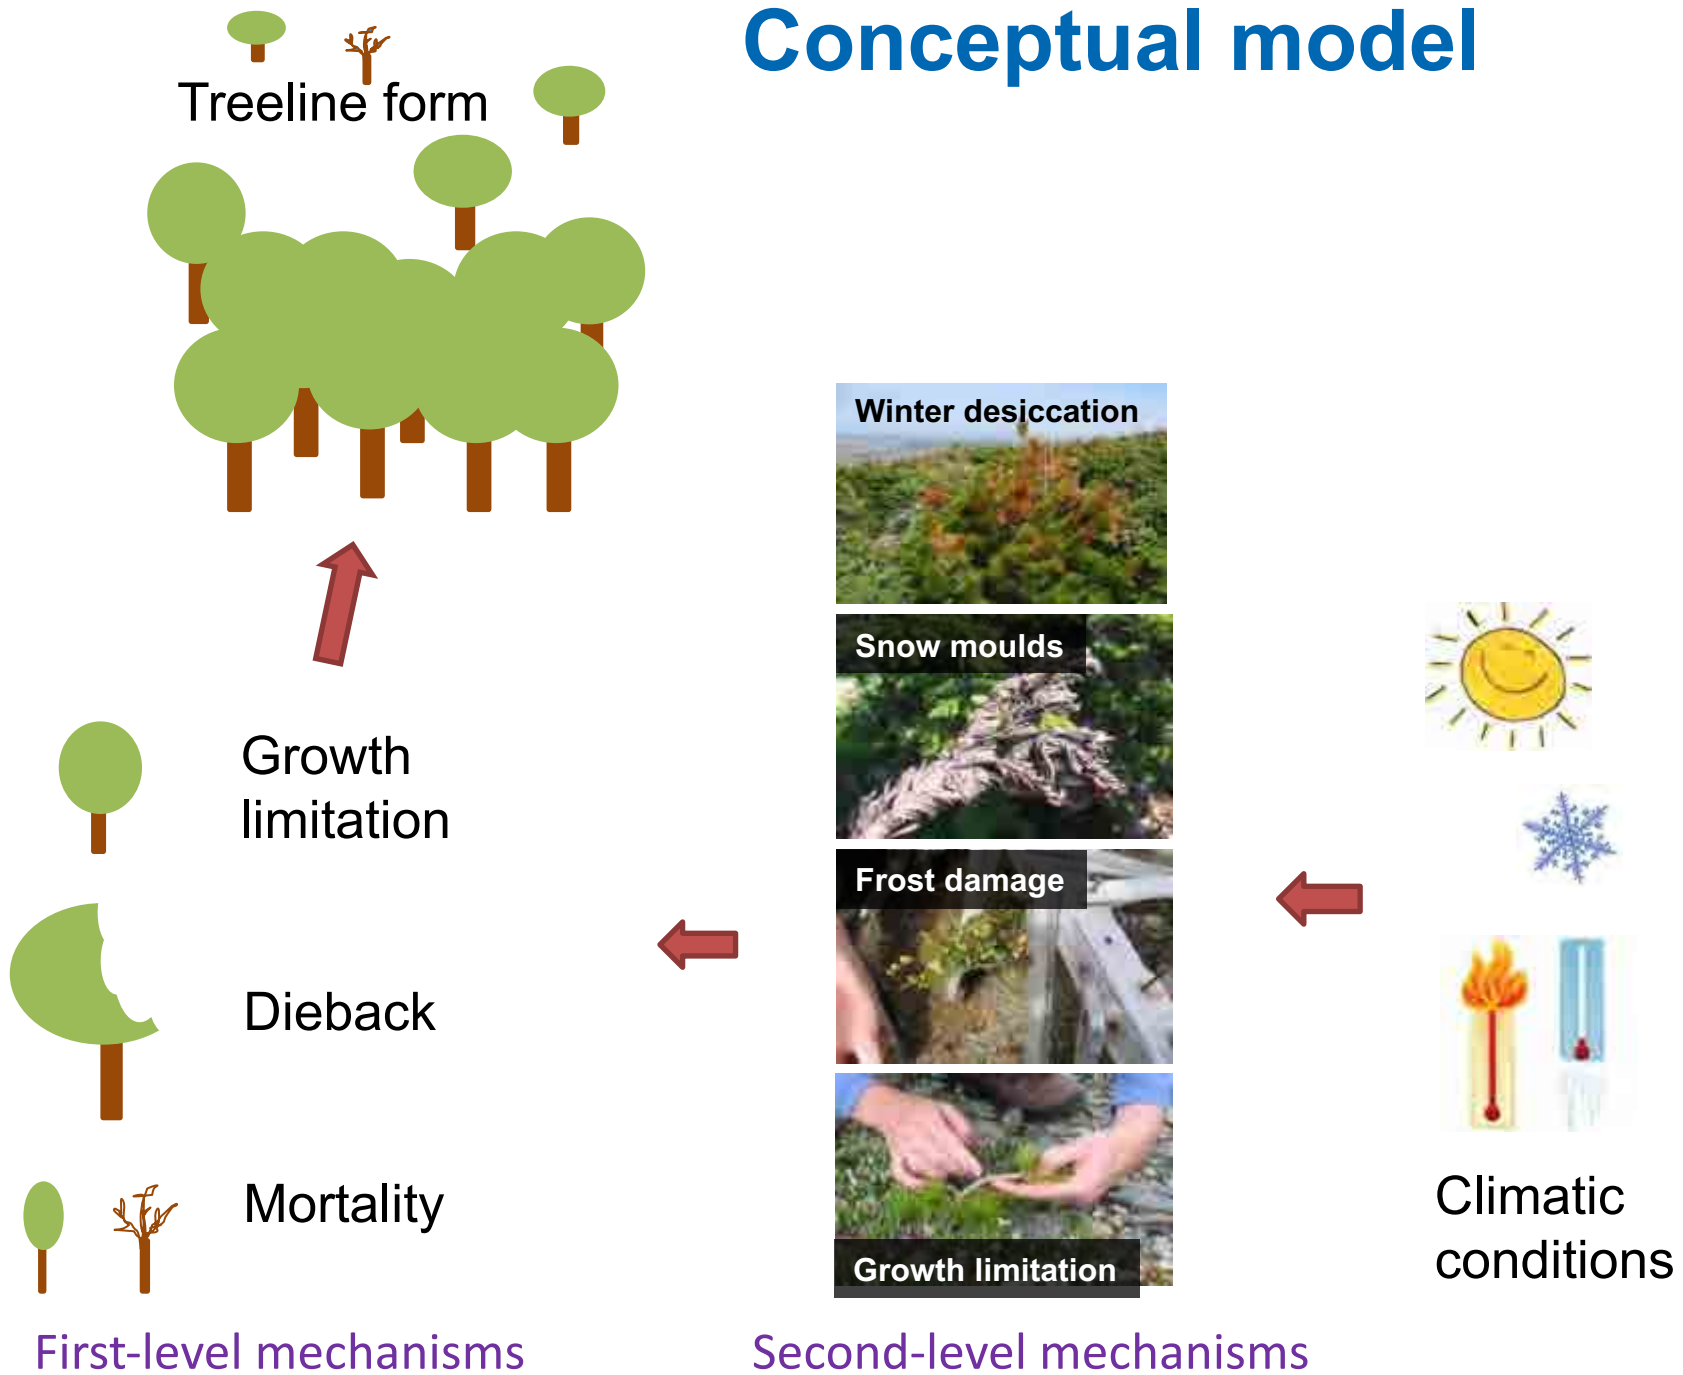 Conceptual model
Treeline form
Winter desiccation
Snow moulds
Frost damage
Growth limitation
Growth
limitation
Dieback
Mortality
Climatic
conditions
First-level mechanisms
Second-level mechanisms